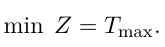 min Z = T_max.